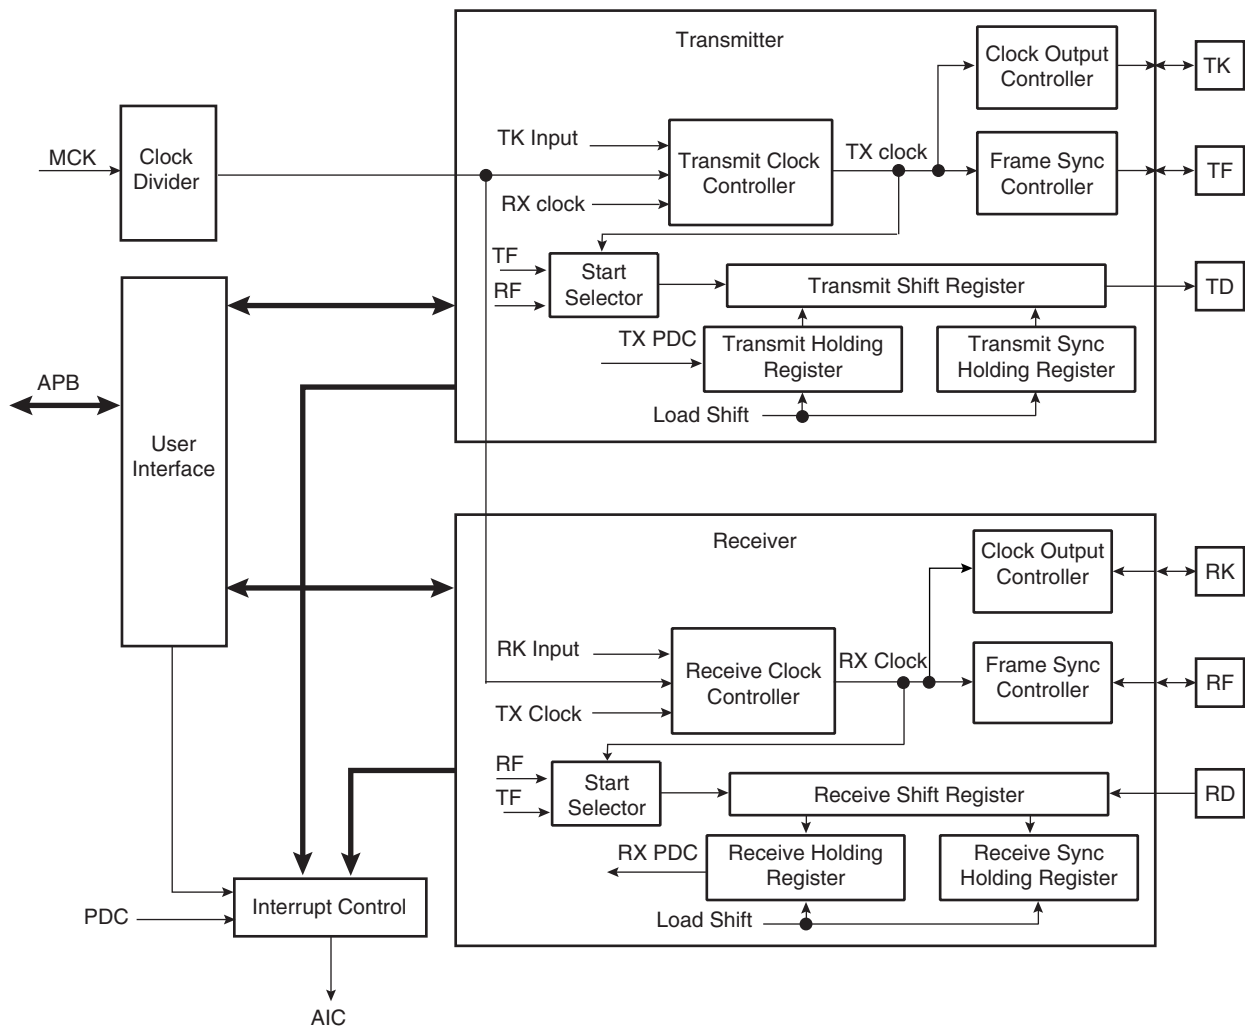 Transmitter
Clock Output
Controller
TK
MCK
Clock
Divider
TK Input
RX clock
Transmit Clock
Controller
TX clock
Frame Sync
Controller
TF
TF
RF
Start
Selector
Transmit Shift Register
TD
TX PDC
Transmit Holding
Register
Transmit Sync
Holding Register
Load Shift
APB
User
Interface
Receiver
Clock Output
Controller
RK
RK Input
TX Clock
Receive Clock
Controller
RX Clock
Frame Sync
Controller
RF
RF
TF
Start
Selector
Receive Shift Register
RD
RX PDC
Receive Holding
Register
Receive Sync
Holding Register
Load Shift
PDC
Interrupt Control
AIC